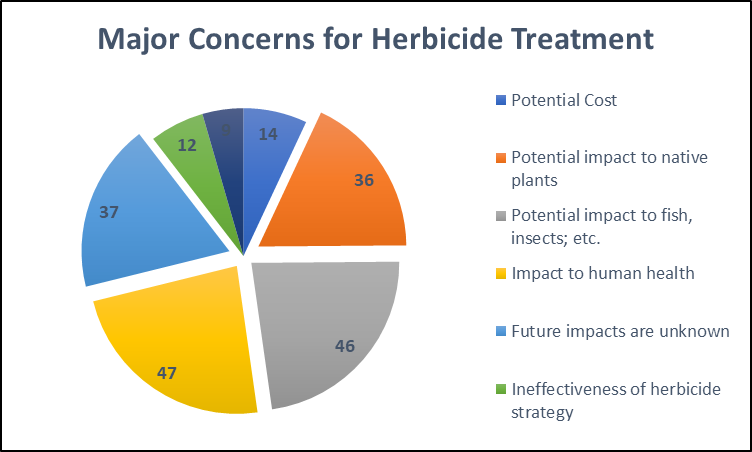 Major Concerns for Herbicide Treatment
9
14
12
36
37
46
47
Potential Cost
Potential impact to native
plants
Potential impact to fish,
insects; etc.
Impact to human health
Future impacts are unknown
Ineffectiveness of herbicide
strategy